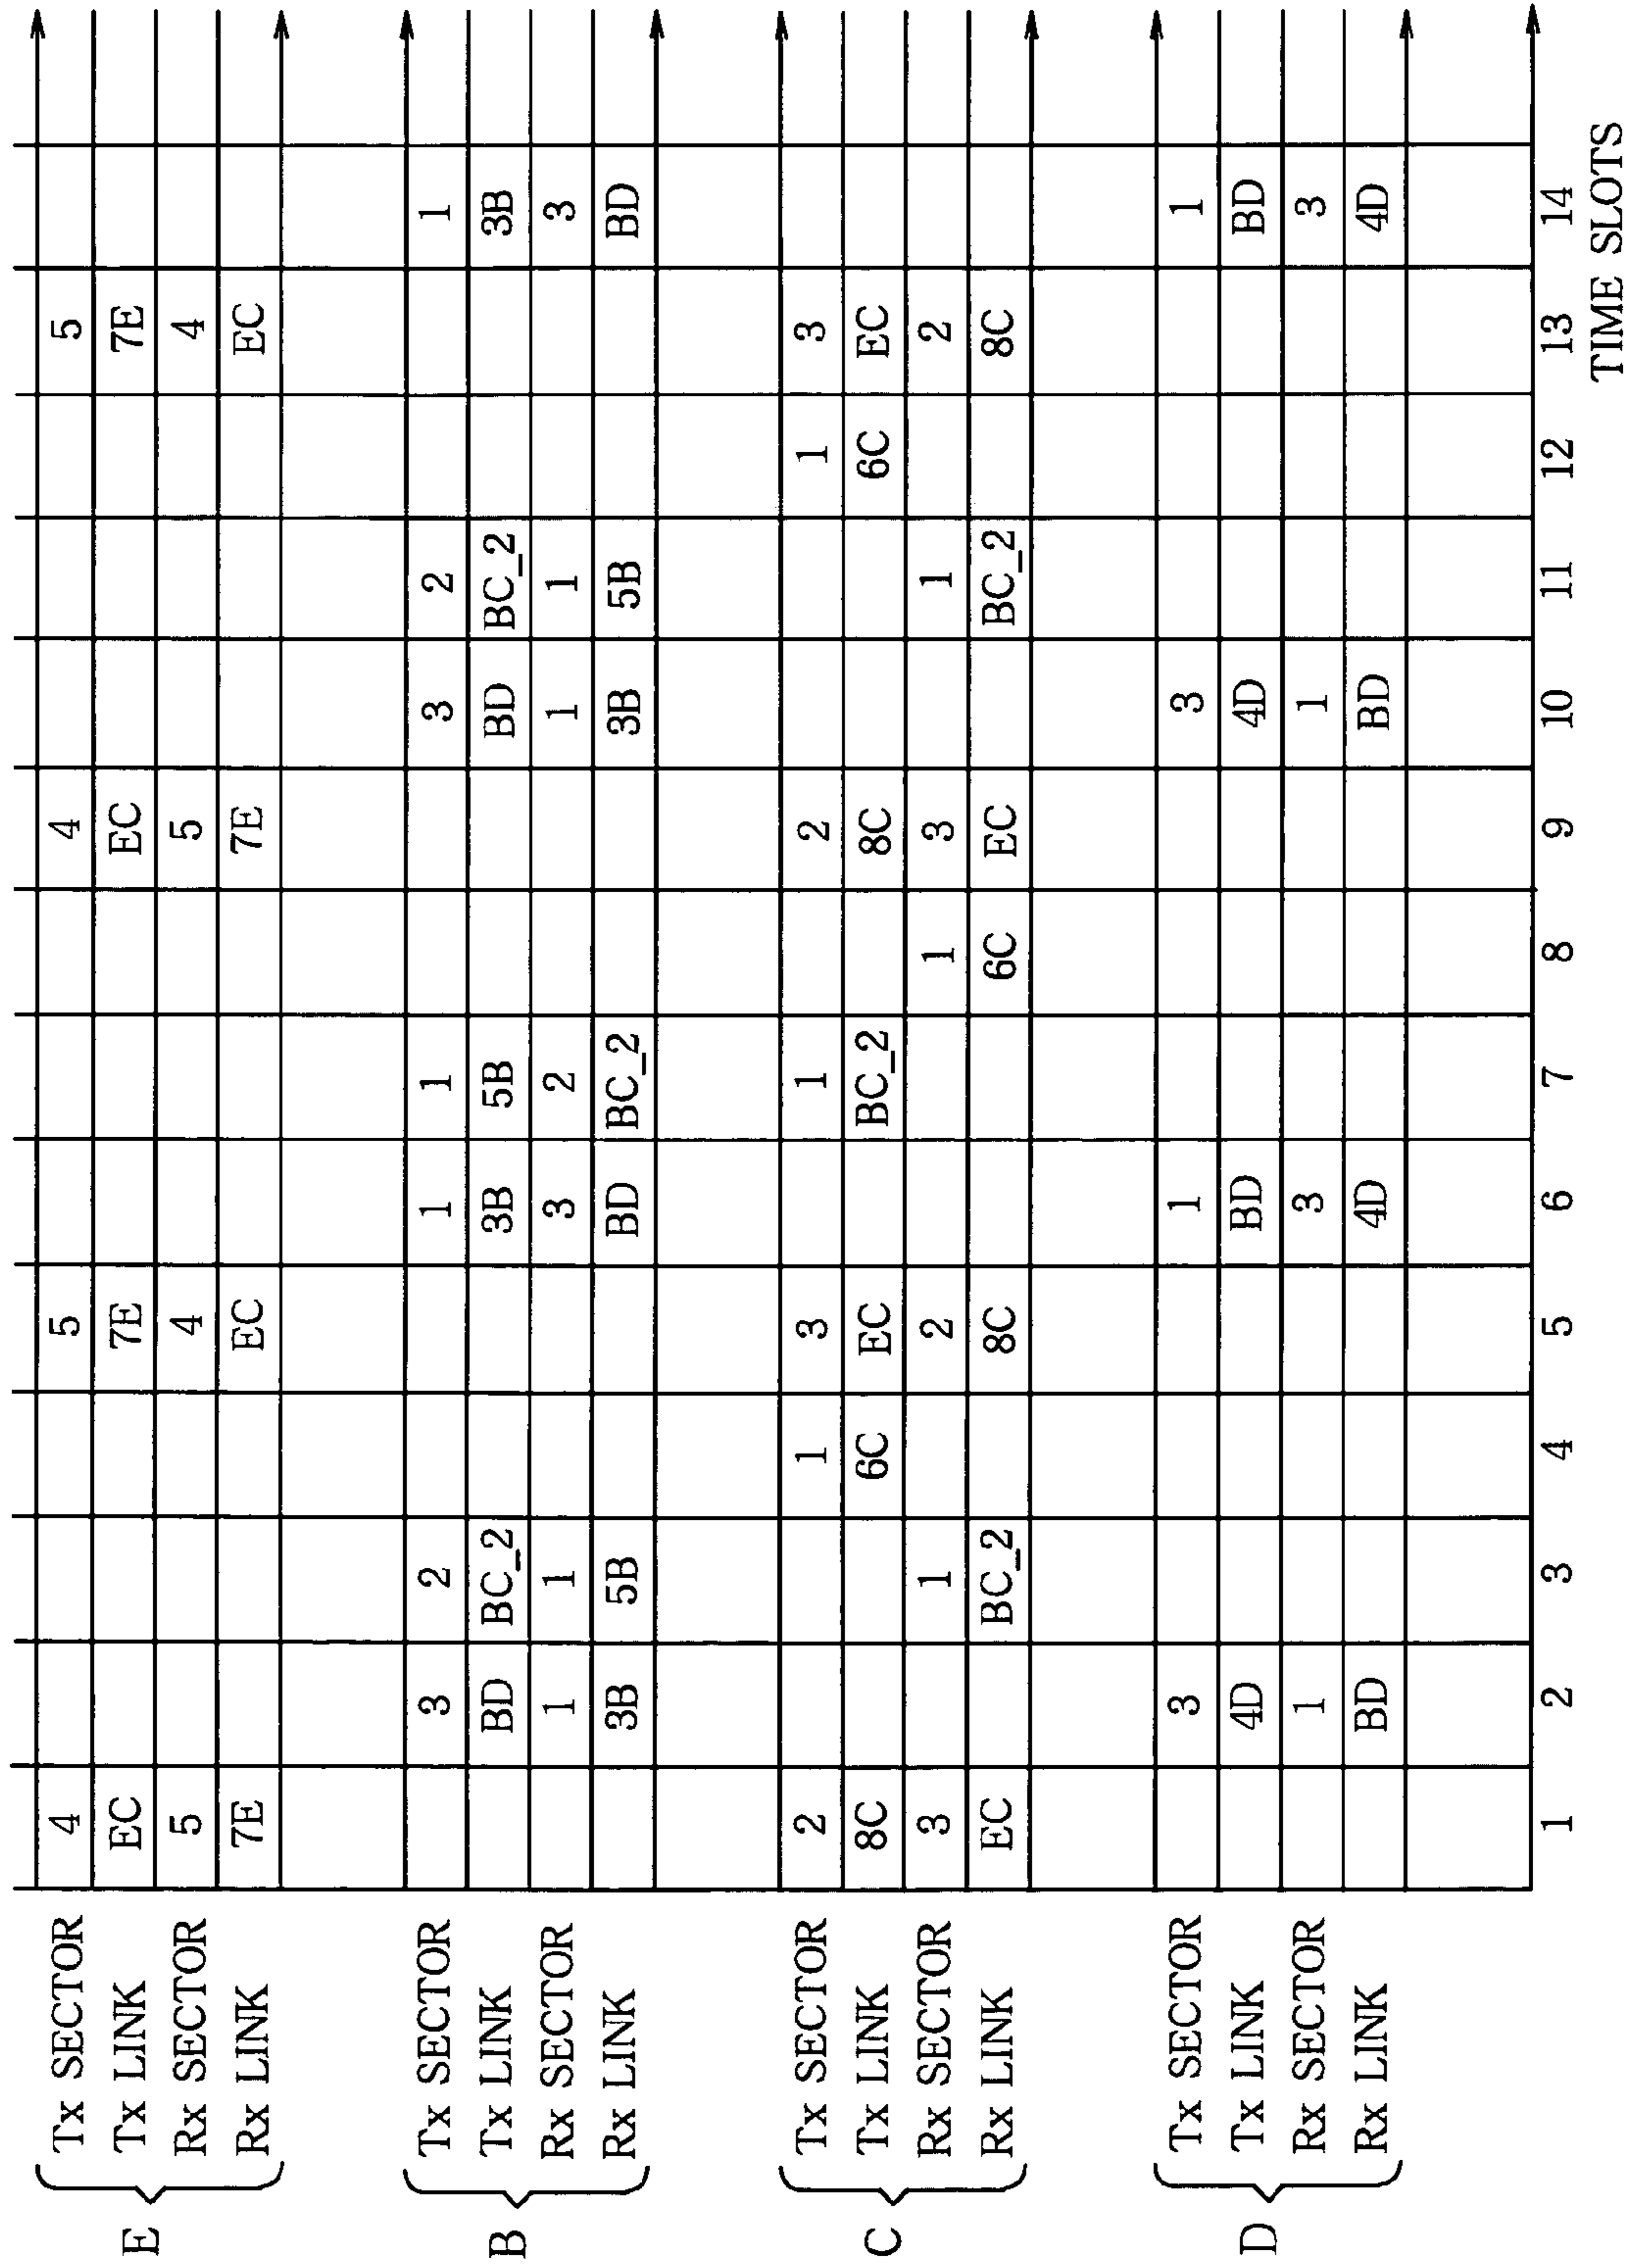 E
Tx SECTOR 4 5 4 5
Tx LINK EC 7E EC 7E
Rx SECTOR 5 4 5 4
Rx LINK 7E EC 7E EC
B
Tx SECTOR 3 2 1 1 3 2 1
Tx LINK BD BC_2 3B 5B BD BC_2 3B
Rx SECTOR 1 1 3 2 1 1 3
Rx LINK 3B 5B BD BC_2 3B 5B BD
C
Tx SECTOR 2 1 3 1 2 1 3
Tx LINK 8C 6C EC BC_2 8C 6C EC
Rx SECTOR 3 1 2 1 3 1 2
Rx LINK EC BC_2 8C 6C EC BC_2 8C
D
Tx SECTOR 3 1 3 1
Tx LINK 4D BD 4D BD
Rx SECTOR 1 3 1 3
Rx LINK BD 4D BD 4D
1 2 3 4 5 6 7 8 9 10 11 12 13 14
TIME SLOTS